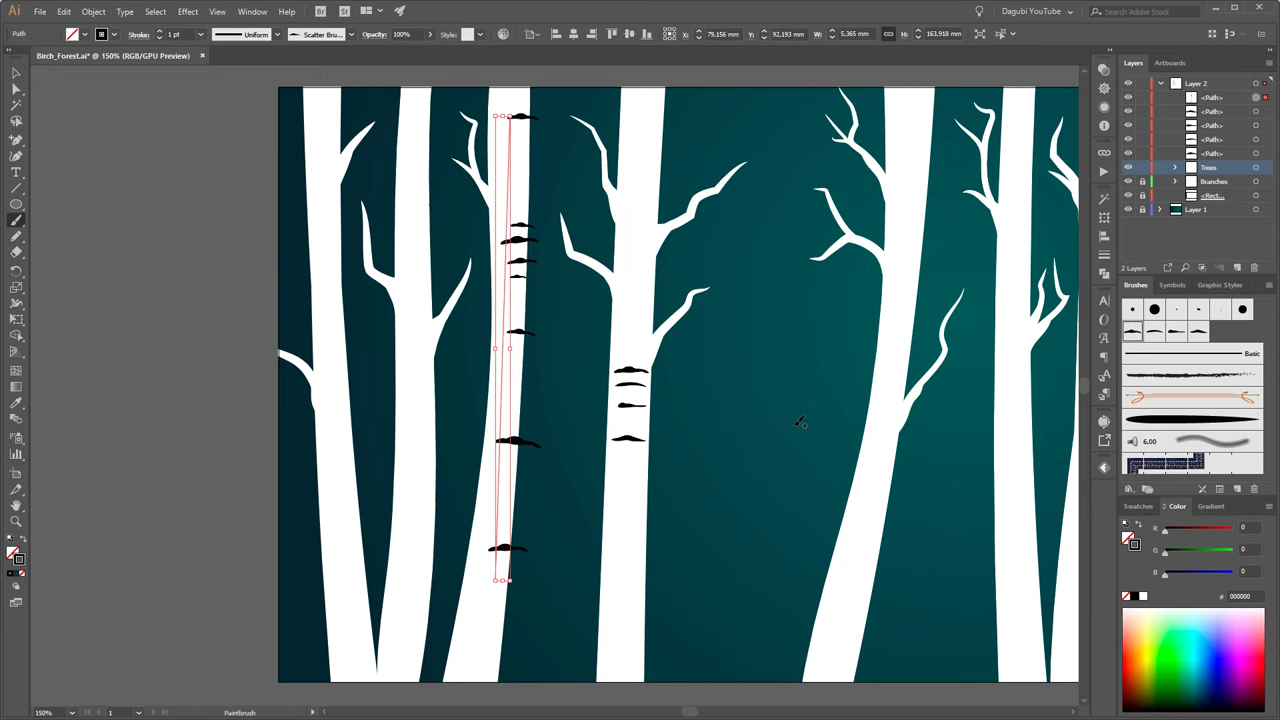 Ai File Edit Object Type Select Effect View Window Help Br St Dagubi YouTube Search Adobe Stock
Path Stroke: 1 pt Uniform Scatter Bru... Opacity: 100% Style: X: 79,156 mm Y: 92,193 mm W: 5,365 mm H: 163,918 mm
Birch_Forest.ai* @ 150% (RGB/GPU Preview)
Layers Artboards
Layer 2
<Path>
<Path>
<Path>
<Path>
<Path>
Trees
Branches
<Rect...
Layer 1
2 Layers
Brushes Symbols Graphic Styles
Basic
6,00
Swatches Color Gradient
R 0
G 0
B 0
# 000000
150% 1 Paintbrush